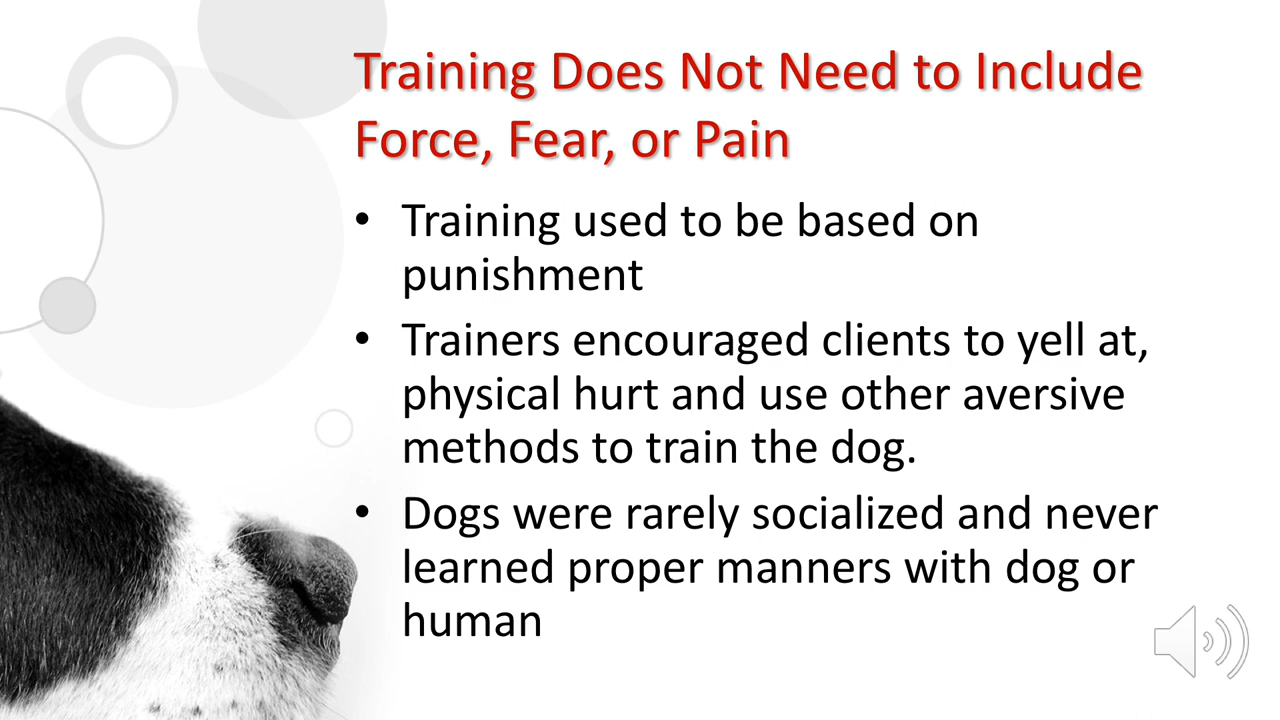 Training Does Not Need to Include
Force, Fear, or Pain
• Training used to be based on
punishment
• Trainers encouraged clients to yell at,
physical hurt and use other aversive
methods to train the dog.
• Dogs were rarely socialized and never
learned proper manners with dog or
human